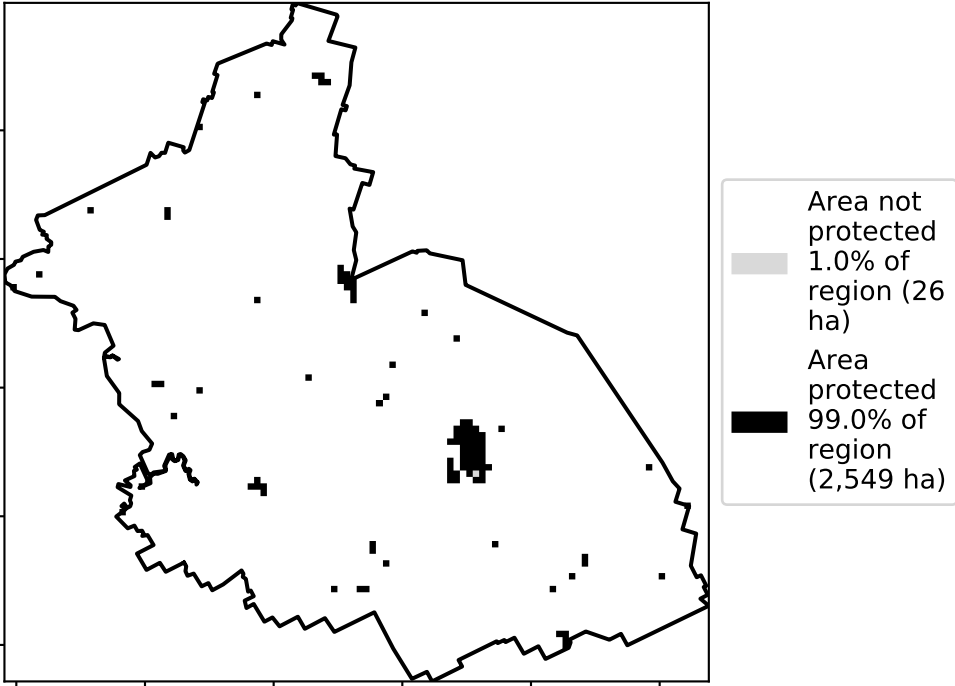 Area not
protected
1.0% of
region (26
ha)
Area
protected
99.0% of
region
(2,549 ha)